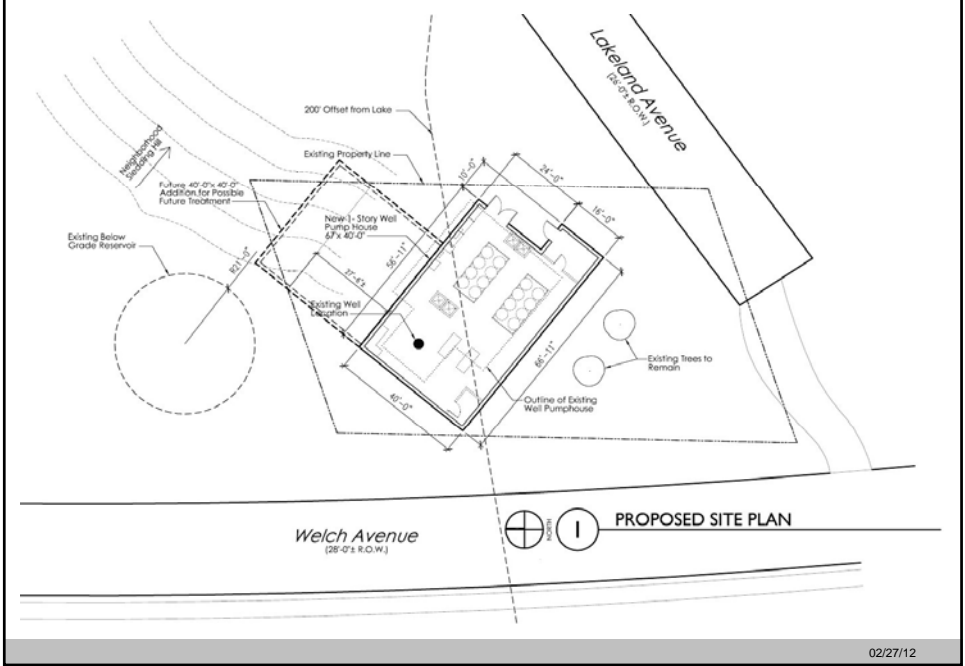 Lakeland Avenue
(26'-0"± R.O.W.)
200' Offset from Lake
Neighborhood
Sledding Hill
Existing Property Line
10'-0"
24'-0"
16'-0"
Future 40'-0"x 40'-0"
Addition for Possible
Future Treatment
New 1- Story Well
Pump House
67'x 40'-0"
Existing Below
Grade Reservoir
R21'-0"
56'-11"
Existing Well
Location
Existing Trees to
Remain
66'-11"
40'-0"
Outline of Existing
Well Pumphouse
Welch Avenue
(28'-0"± R.O.W.)
NORTH
1
PROPOSED SITE PLAN
02/27/12